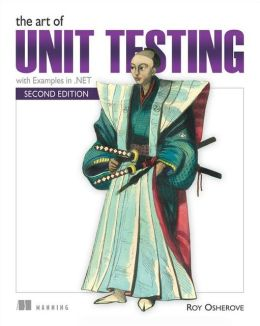 the art of
UNIT TESTING
with Examples in .NET
SECOND EDITION
ROY OSHEROVE
MANNING